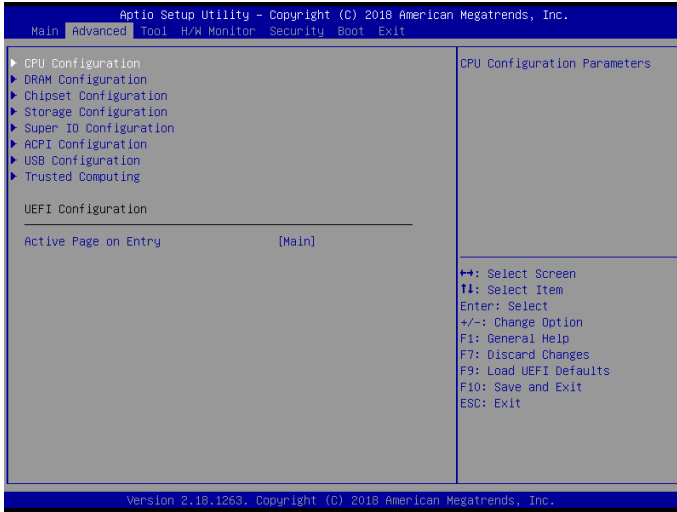 Aptio Setup Utility – Copyright (C) 2018 American Megatrends, Inc.
Main Advanced Tool H/W Monitor Security Boot Exit
CPU Configuration
DRAM Configuration
Chipset Configuration
Storage Configuration
Super IO Configuration
ACPI Configuration
USB Configuration
Trusted Computing
UEFI Configuration
Active Page on Entry [Main]
CPU Configuration Parameters
↔: Select Screen
↑↓: Select Item
Enter: Select
+/-: Change Option
F1: General Help
F7: Discard Changes
F9: Load UEFI Defaults
F10: Save and Exit
ESC: Exit
Version 2.18.1263. Copyright (C) 2018 American Megatrends, Inc.